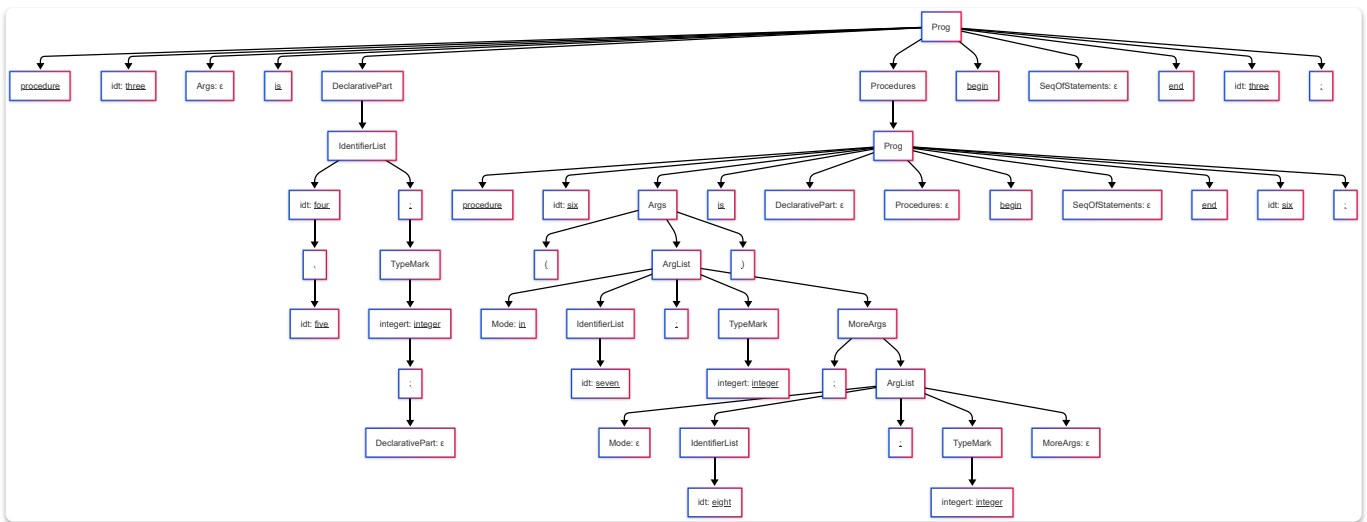 Prog
procedure
idt: three
Args: ε
is
DeclarativePart
Procedures
begin
SeqOfStatements: ε
end
idt: three
;
IdentifierList
Prog
idt: four
:
procedure
idt: six
Args
is
DeclarativePart: ε
Procedures: ε
begin
SeqOfStatements: ε
end
idt: six
;
,
TypeMark
(
ArgList
)
idt: five
integert: integer
Mode: in
IdentifierList
:
TypeMark
MoreArgs
;
idt: seven
integert: integer
;
ArgList
DeclarativePart: ε
Mode: ε
IdentifierList
:
TypeMark
MoreArgs: ε
idt: eight
integert: integer